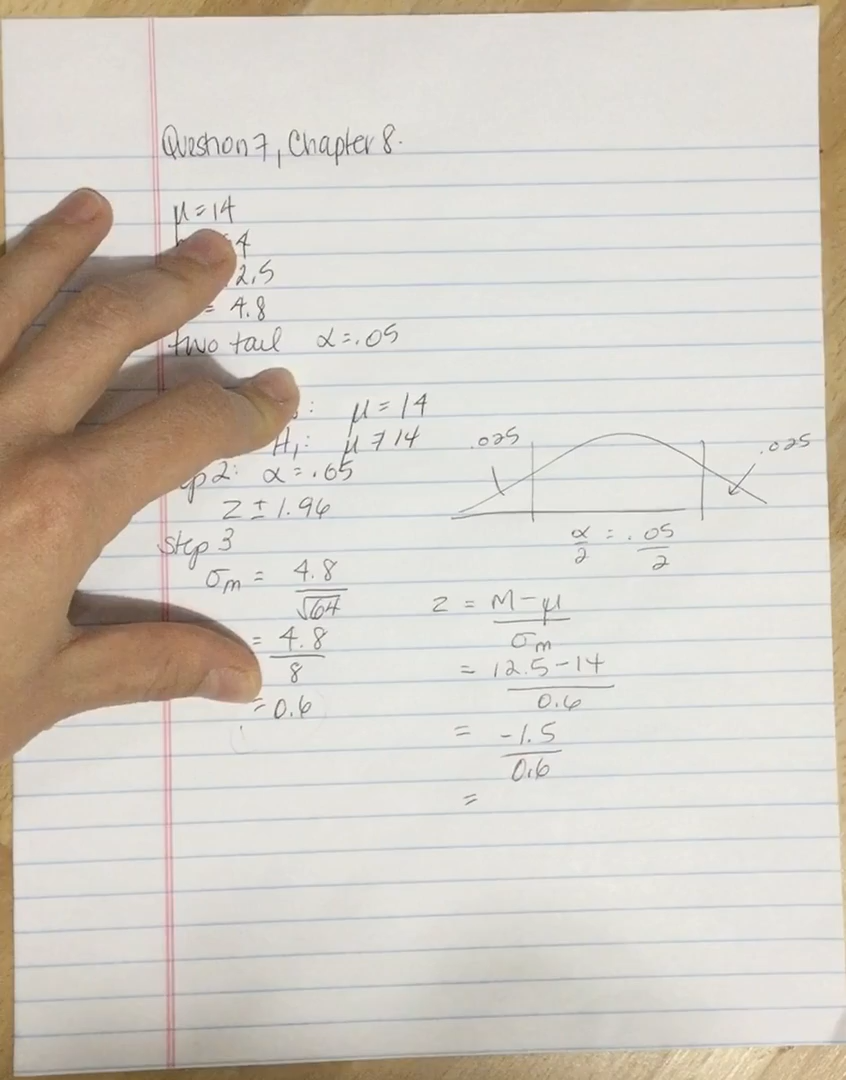 Question 7, Chapter 8.
μ = 14
4
2.5
= 4.8
two tail α = .05
: μ = 14
H₁: μ ≠ 14
p 2: α = .05
Z ± 1.96
Step 3
σm = 4.8
√64
= 4.8
8
= 0.6
.025
.025
α = .05
2 2
Z = M - μ
σm
= 12.5 - 14
0.6
= -1.5
0.6
=